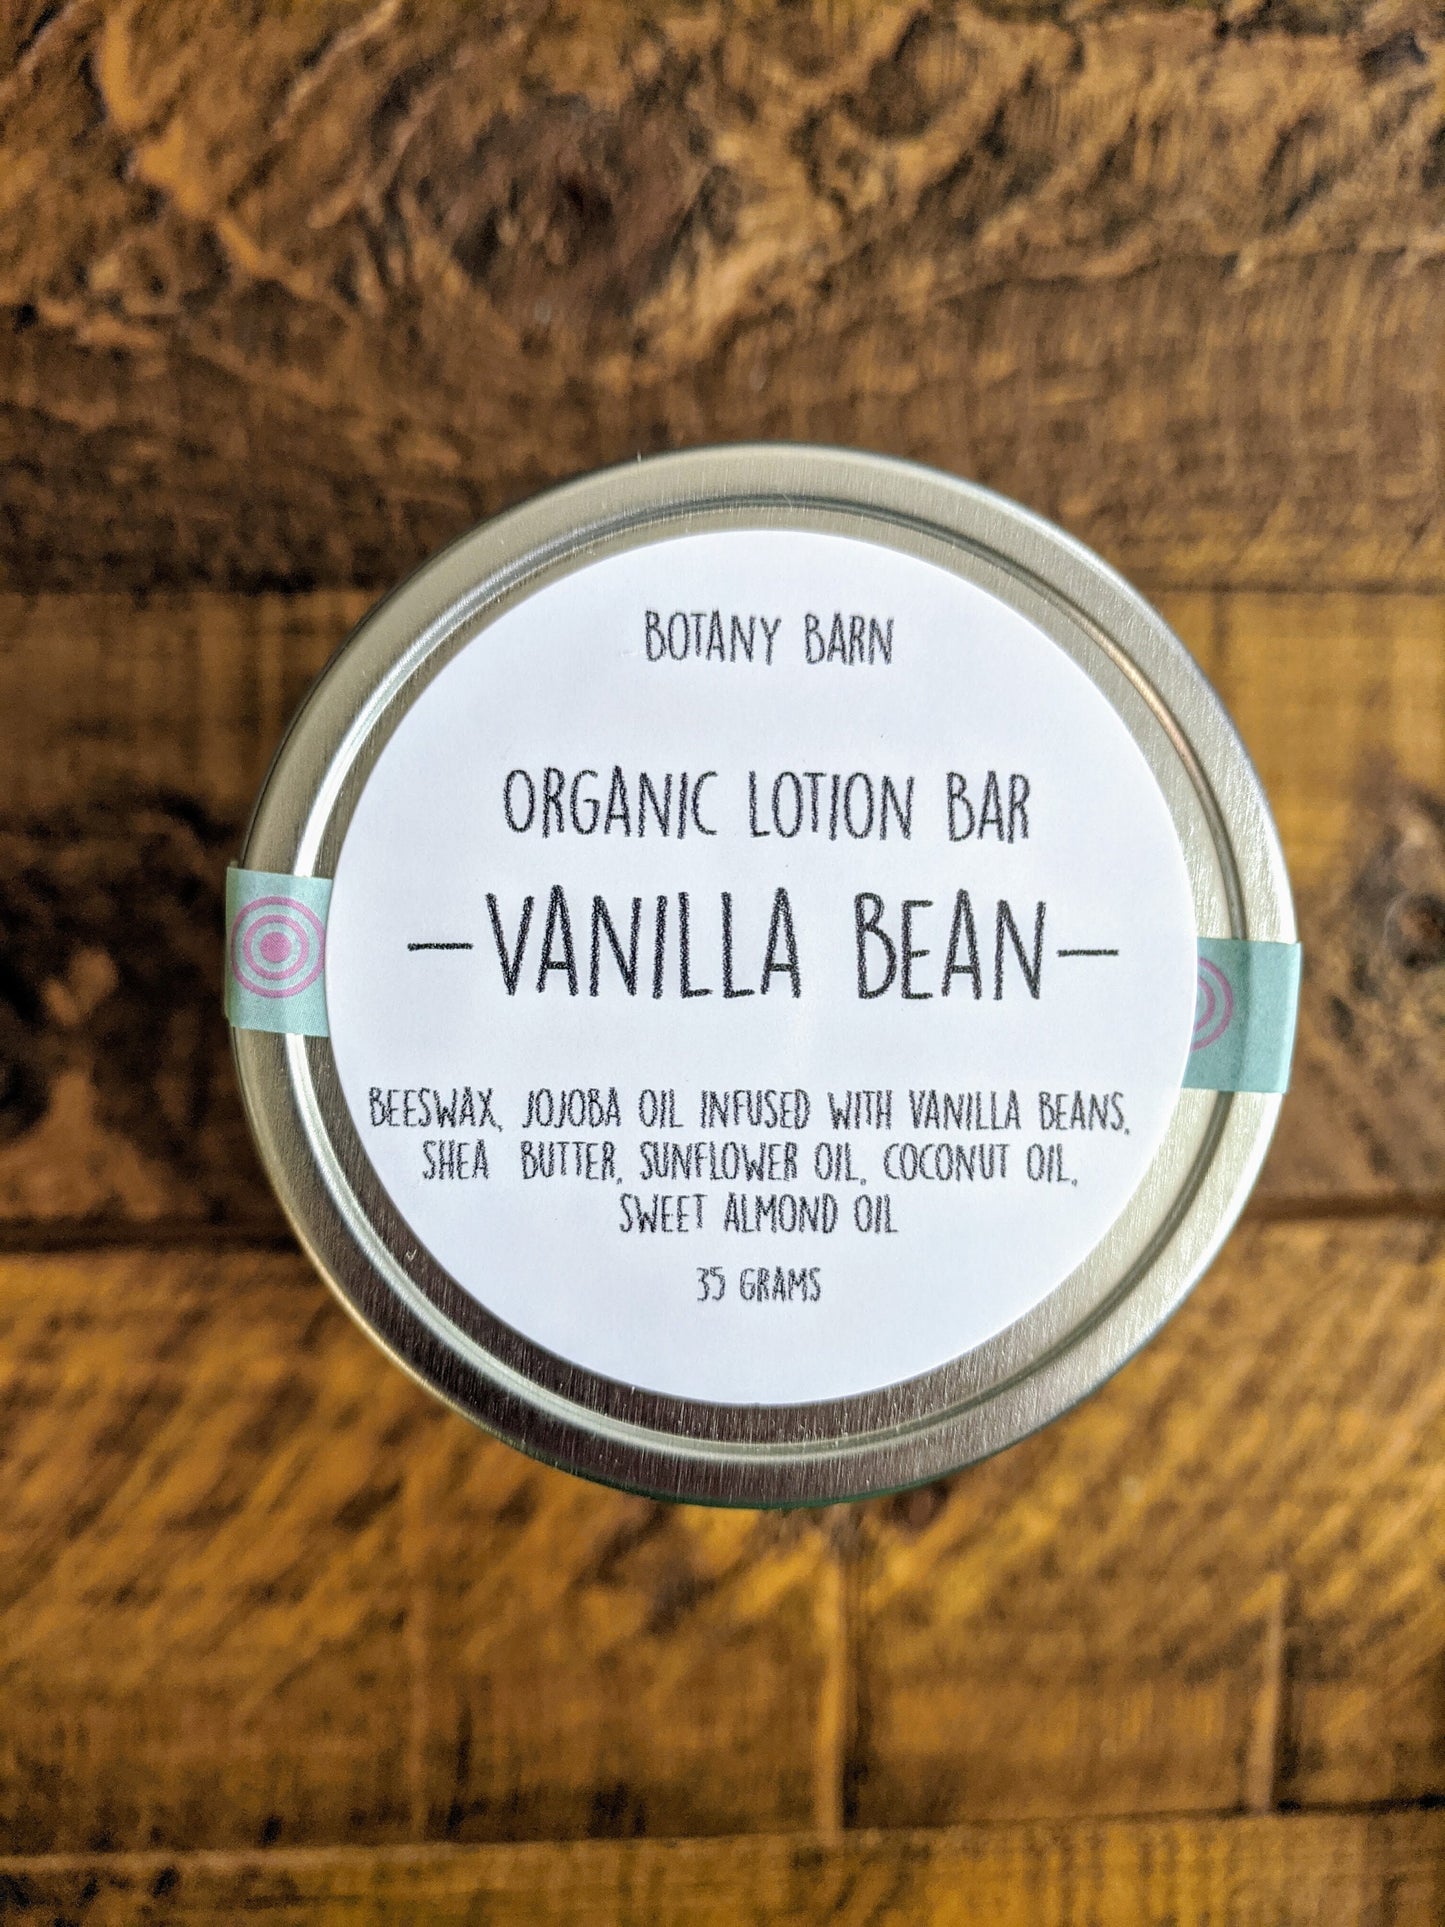 BOTANY BARN
ORGANIC LOTION BAR
-VANILLA BEAN-
BEESWAX, JOJOBA OIL INFUSED WITH VANILLA BEANS,
SHEA BUTTER, SUNFLOWER OIL, COCONUT OIL,
SWEET ALMOND OIL
35 GRAMS